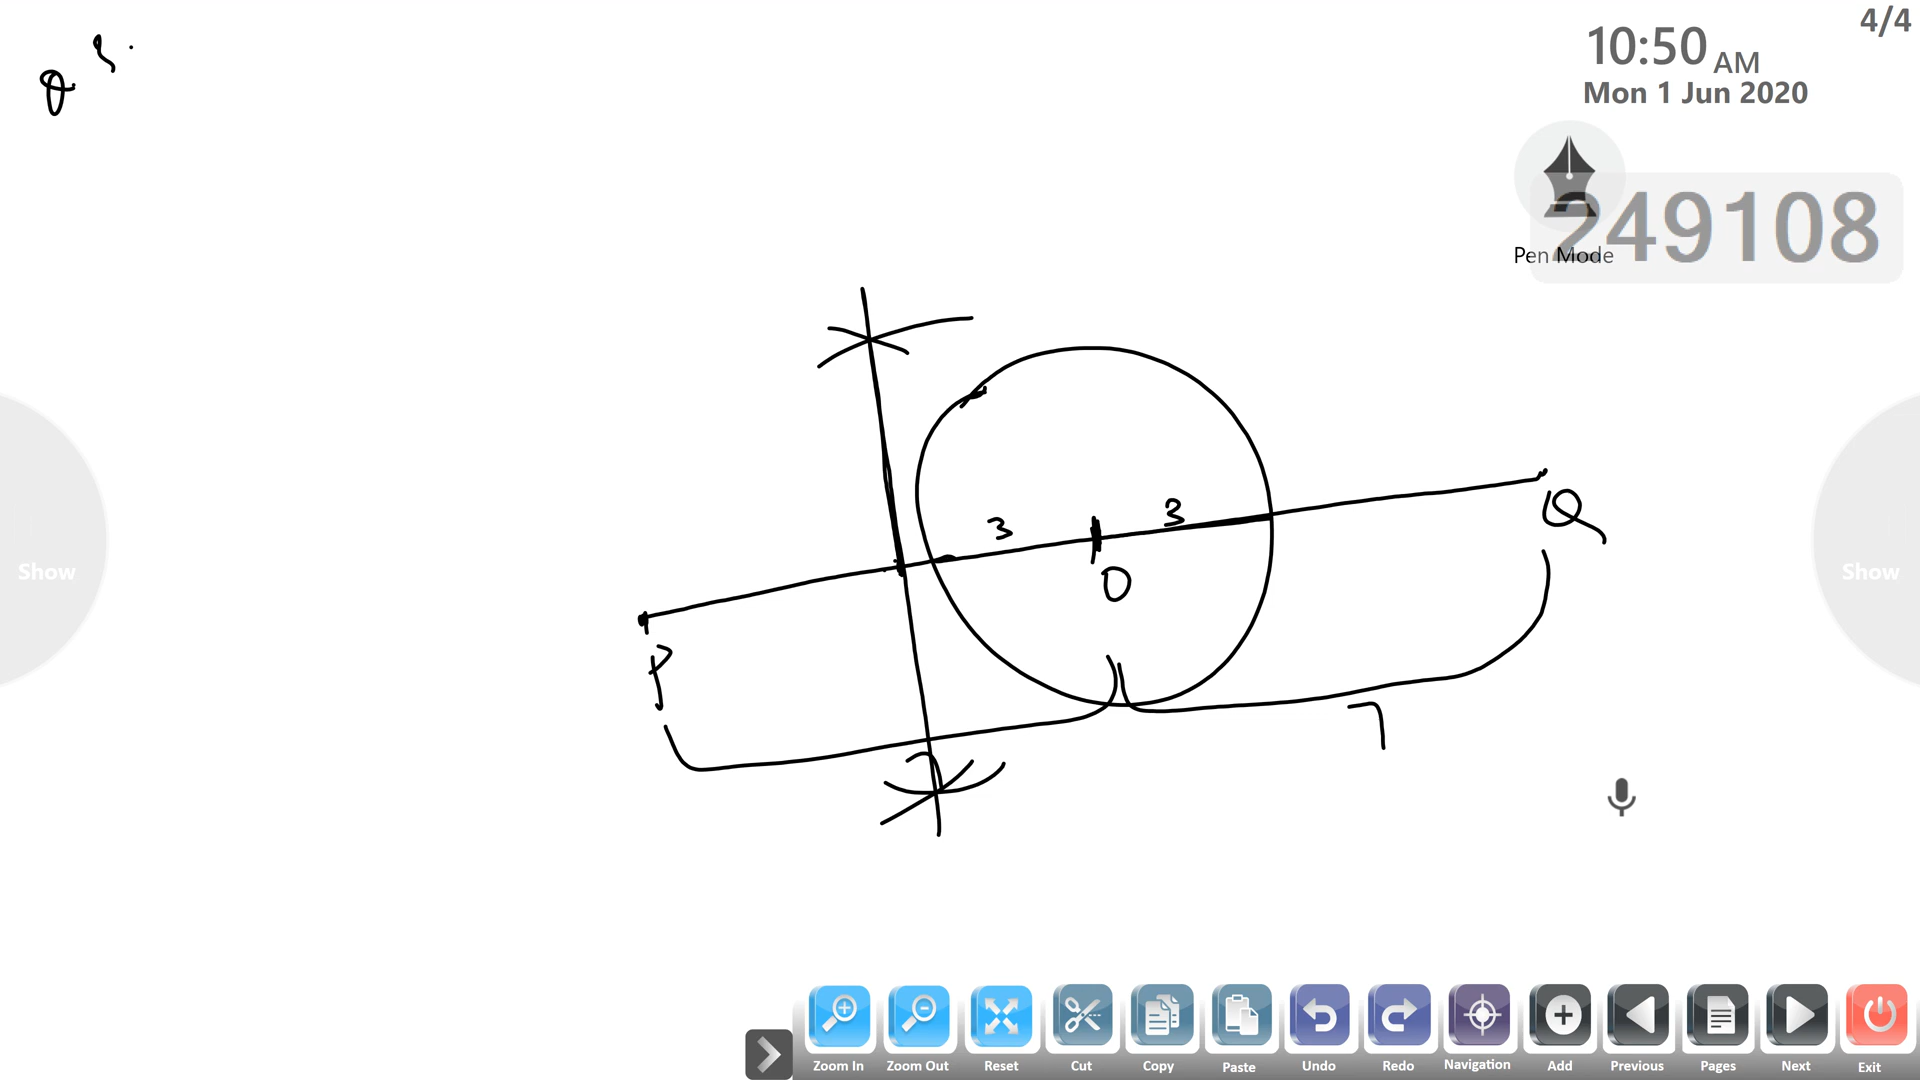 4/4
10:50 AM
Mon 1 Jun 2020
249108
Pen Mode
3
3
O
Q
P
7
Show
Show
Zoom In
Zoom Out
Reset
Cut
Copy
Paste
Undo
Redo
Navigation
Add
Previous
Pages
Next
Exit